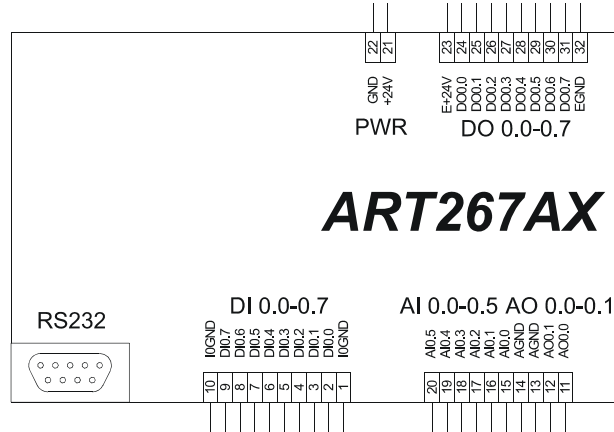 22 21 23 24 25 26 27 28 29 30 31 32
GND +24V E+24V DO0.0 DO0.1 DO0.2 DO0.3 DO0.4 DO0.5 DO0.6 DO0.7 EGND
PWR DO 0.0-0.7
ART267AX
RS232
DI 0.0-0.7 AI 0.0-0.5 AO 0.0-0.1
I0GND DI0.7 DI0.6 DI0.5 DI0.4 DI0.3 DI0.2 DI0.1 DI0.0 I0GND AI0.5 AI0.4 AI0.3 AI0.2 AI0.1 AI0.0 AGND AGND AO0.1 AO0.0
10 9 8 7 6 5 4 3 2 1 20 19 18 17 16 15 14 13 12 11